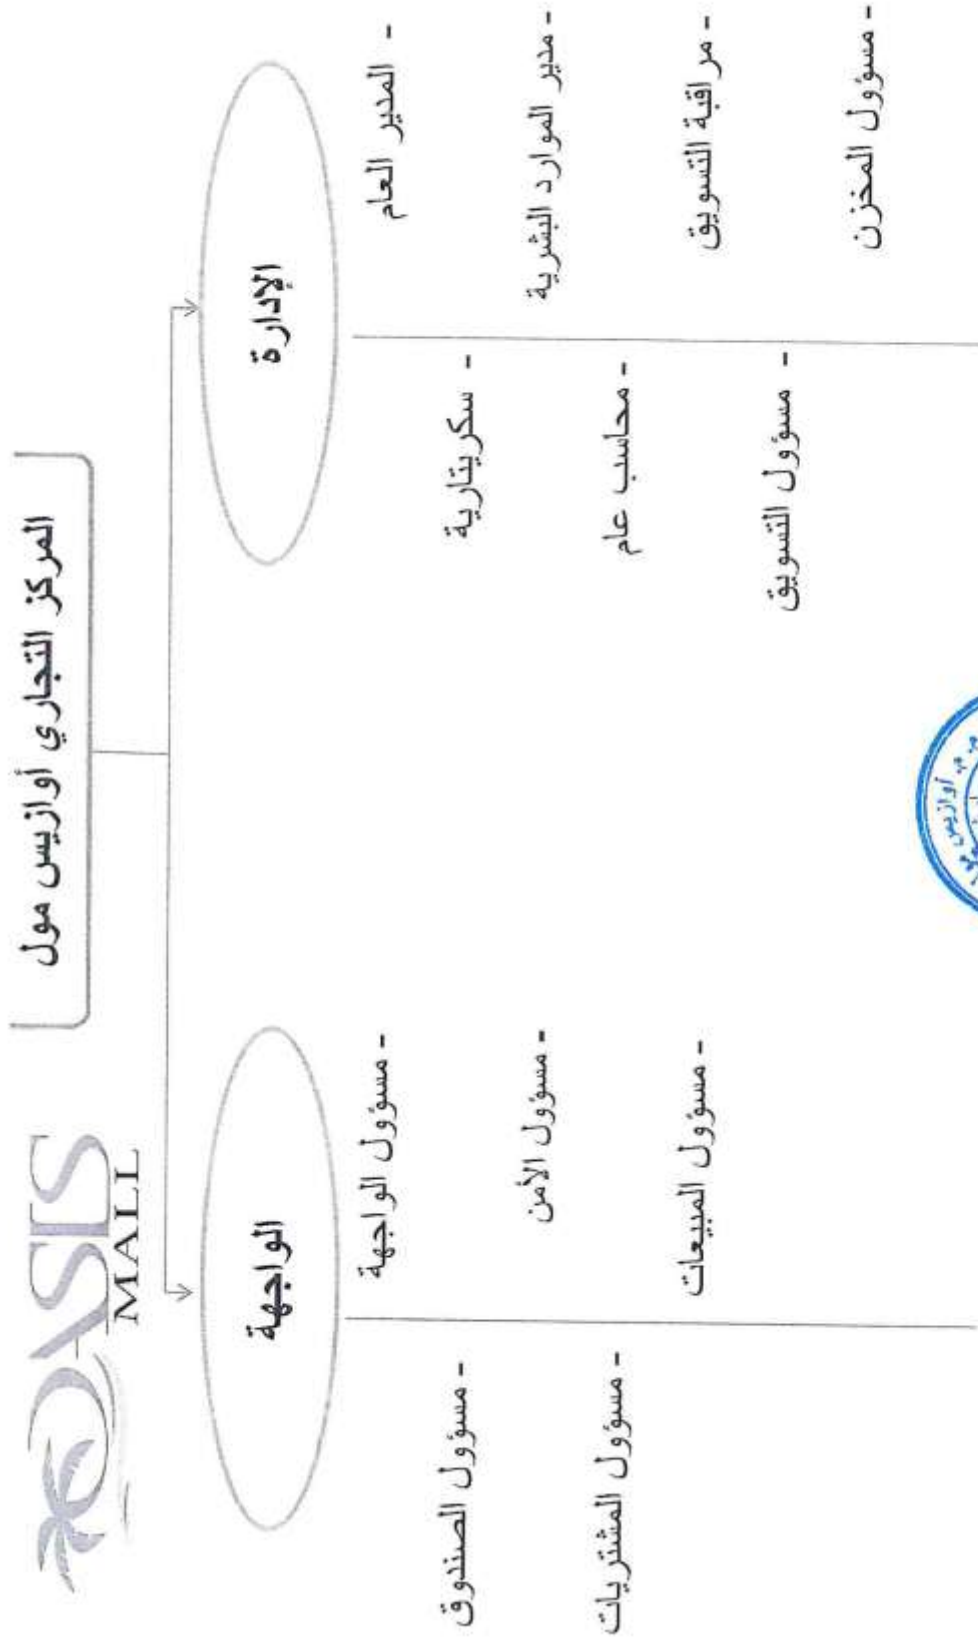 OASIS
MALL
المركز التجاري أوازيس مول
الإدارة
- المدير العام
- سكريتارية
- مدير الموارد البشرية
- محاسب عام
- مراقبة التسويق
- مسؤول التسويق
- مسؤول المخزن
الواجهة
- مسؤول الواجهة
- مسؤول الصندوق
- مسؤول الأمن
- مسؤول المشتريات
- مسؤول المبيعات
أوازيس